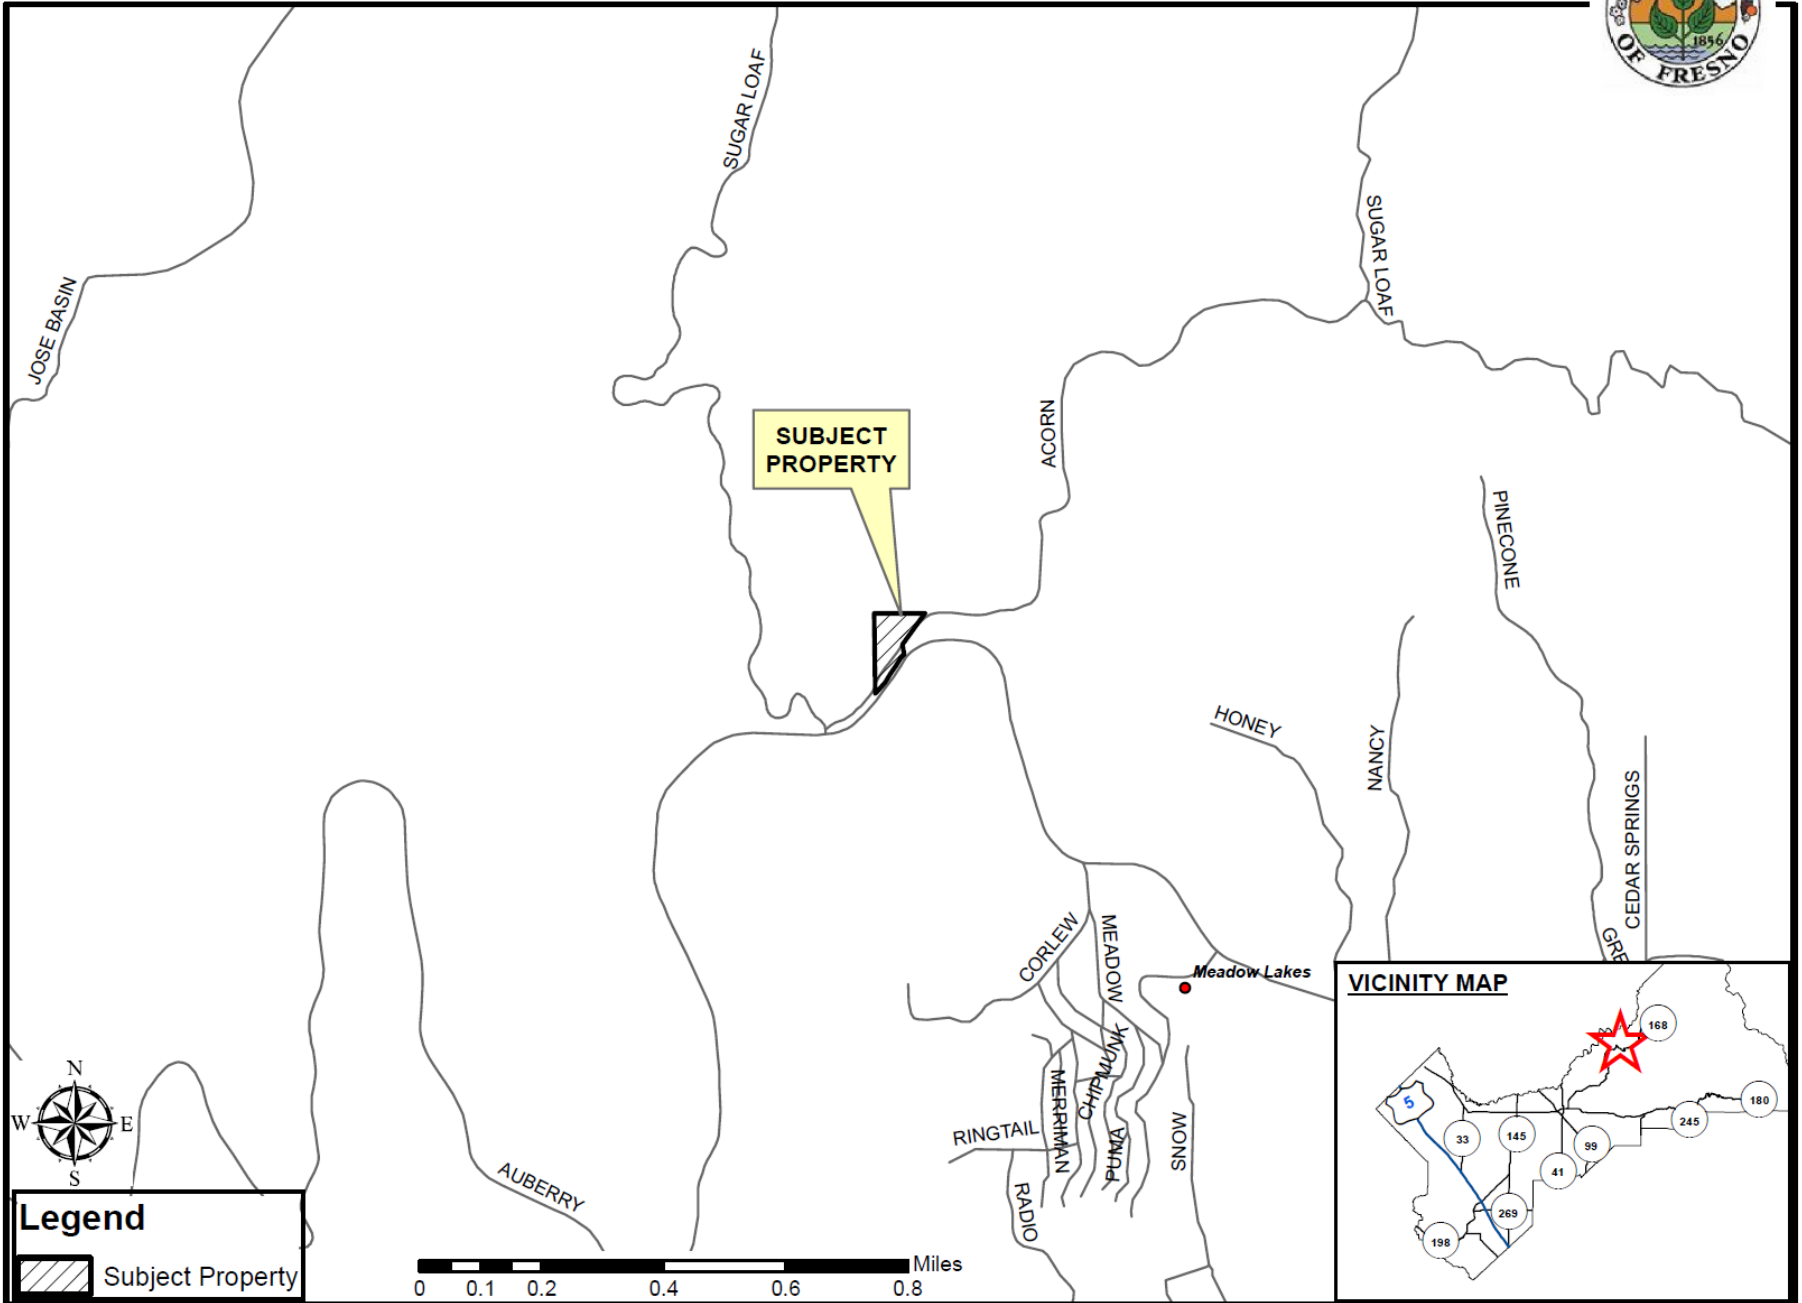 1856
OF FRESNO
SUGAR LOAF
SUGAR LOAF
JOSE BASIN
SUBJECT
PROPERTY
ACORN
PINECONE
HONEY
NANCY
CEDAR SPRINGS
GRE
CORLEW
MEADOW
Meadow Lakes
CHIPMUNK
MERRIMAN
PUMA
SNOW
RINGTAIL
RADIO
AUBERRY
N
W
E
S
Legend
Subject Property
0 0.1 0.2 0.4 0.6 0.8
Miles
VICINITY MAP
168
5
180
245
33
145
99
41
269
198